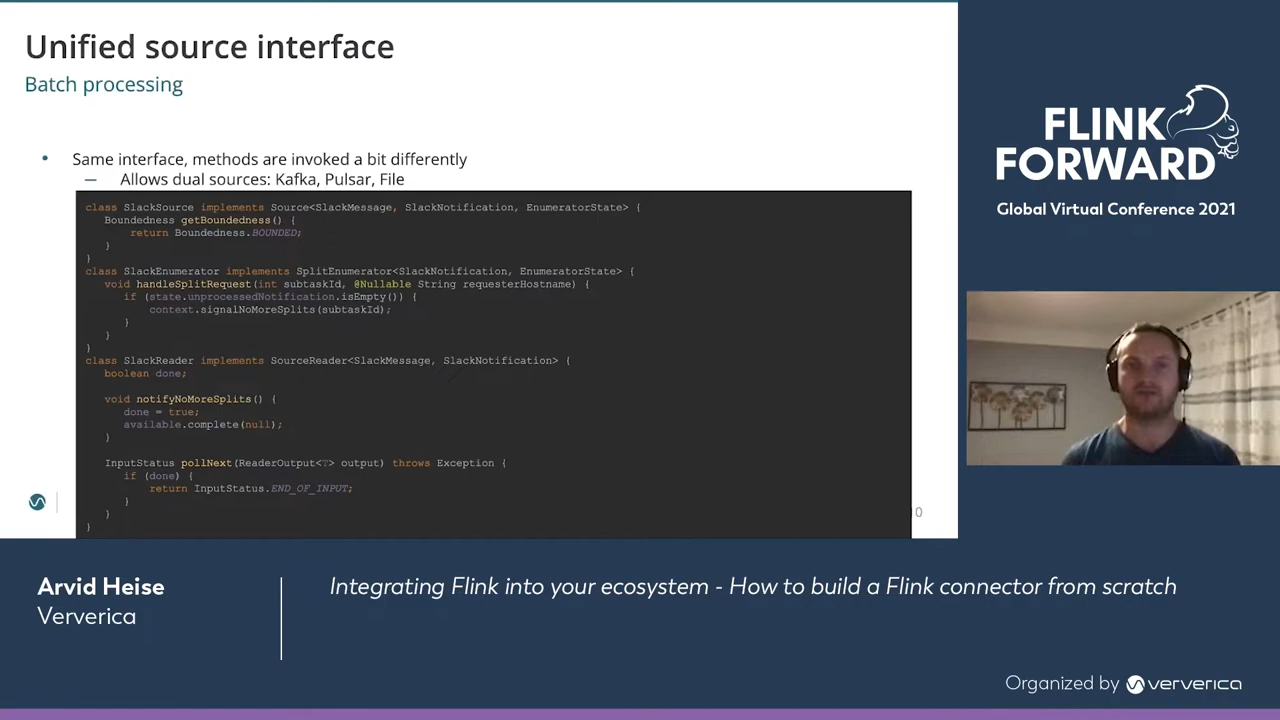 Unified source interface
Batch processing
• Same interface, methods are invoked a bit differently
— Allows dual sources: Kafka, Pulsar, File
class SlackSource implements Source<SlackMessage, SlackNotification, EnumeratorState> {
Boundedness getBoundedness() {
return Boundedness.BOUNDED;
}
}
class SlackEnumerator implements SplitEnumerator<SlackNotification, EnumeratorState> {
void handleSplitRequest(int subtaskId, @Nullable String requesterHostname) {
if (state.unprocessedNotification.isEmpty()) {
context.signalNoMoreSplits(subtaskId);
}
}
}
class SlackReader implements SourceReader<SlackMessage, SlackNotification> {
boolean done;
void notifyNoMoreSplits() {
done = true;
available.complete(null);
}
InputStatus pollNext(ReaderOutput<T> output) throws Exception {
if (done) {
return InputStatus.END_OF_INPUT;
}
}
}
0
FLINK
FORWARD
Global Virtual Conference 2021
Arvid Heise
Ververica
Integrating Flink into your ecosystem - How to build a Flink connector from scratch
Organized by ververica